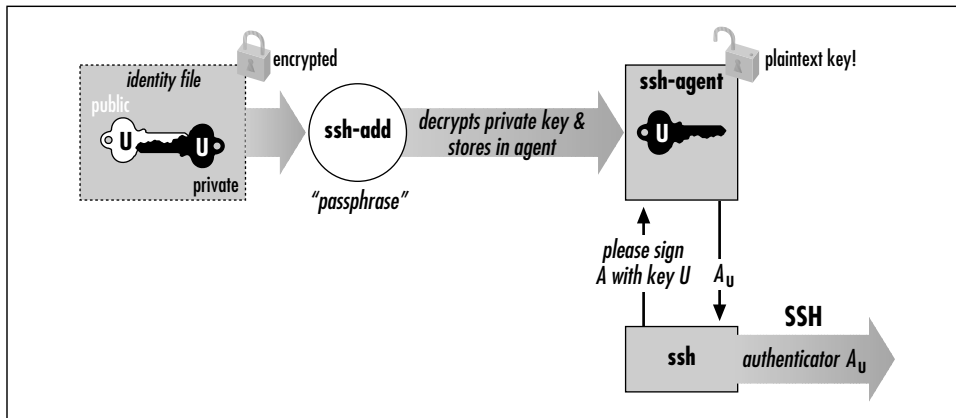 encrypted
identity file
public
U
U
private
ssh-add
“passphrase”
decrypts private key &
stores in agent
ssh-agent
plaintext key!
U
please sign
A with key U
AU
ssh
SSH
authenticator AU